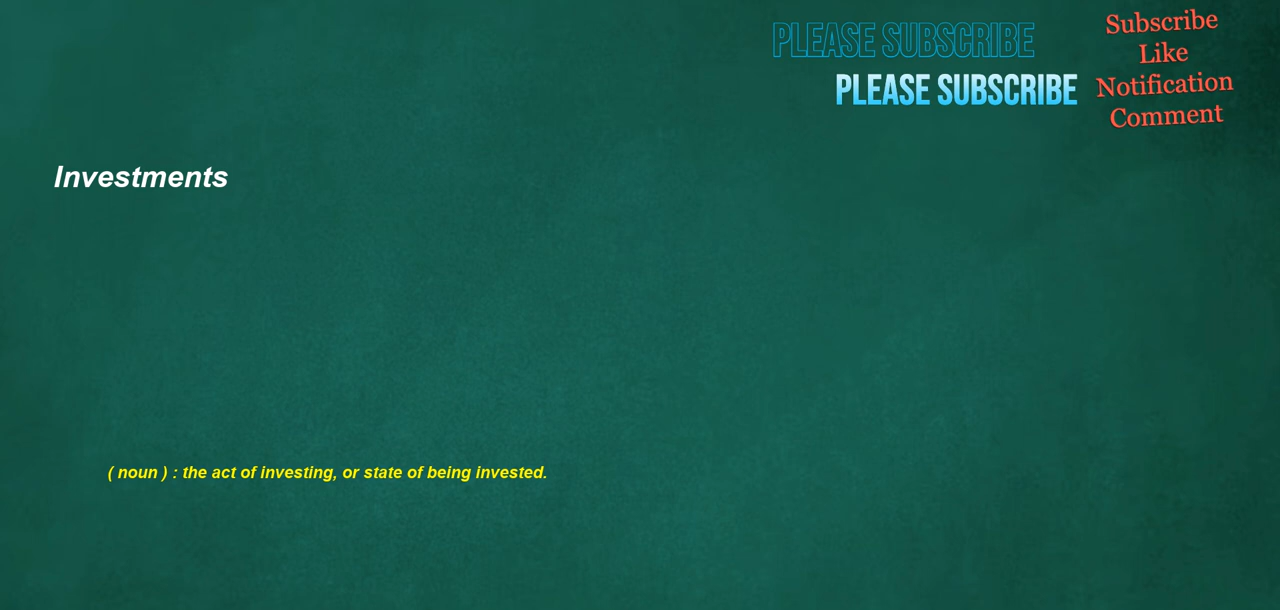 PLEASE SUBSCRIBE
PLEASE SUBSCRIBE
Subscribe
Like
Notification
Comment
Investments
( noun ) : the act of investing, or state of being invested.